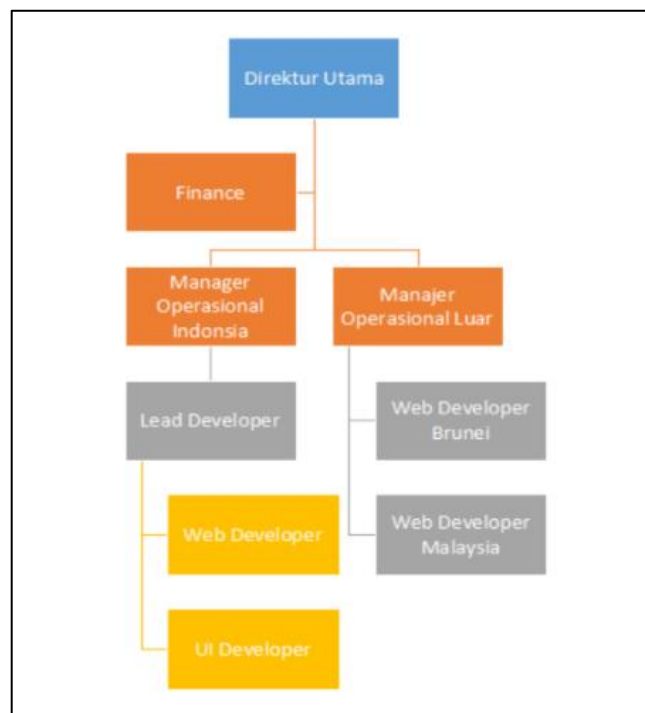 Direktur Utama
Finance
Manager
Operasional
Indonsia
Manajer
Operasional Luar
Lead Developer
Web Developer
Brunei
Web Developer
Web Developer
Malaysia
UI Developer